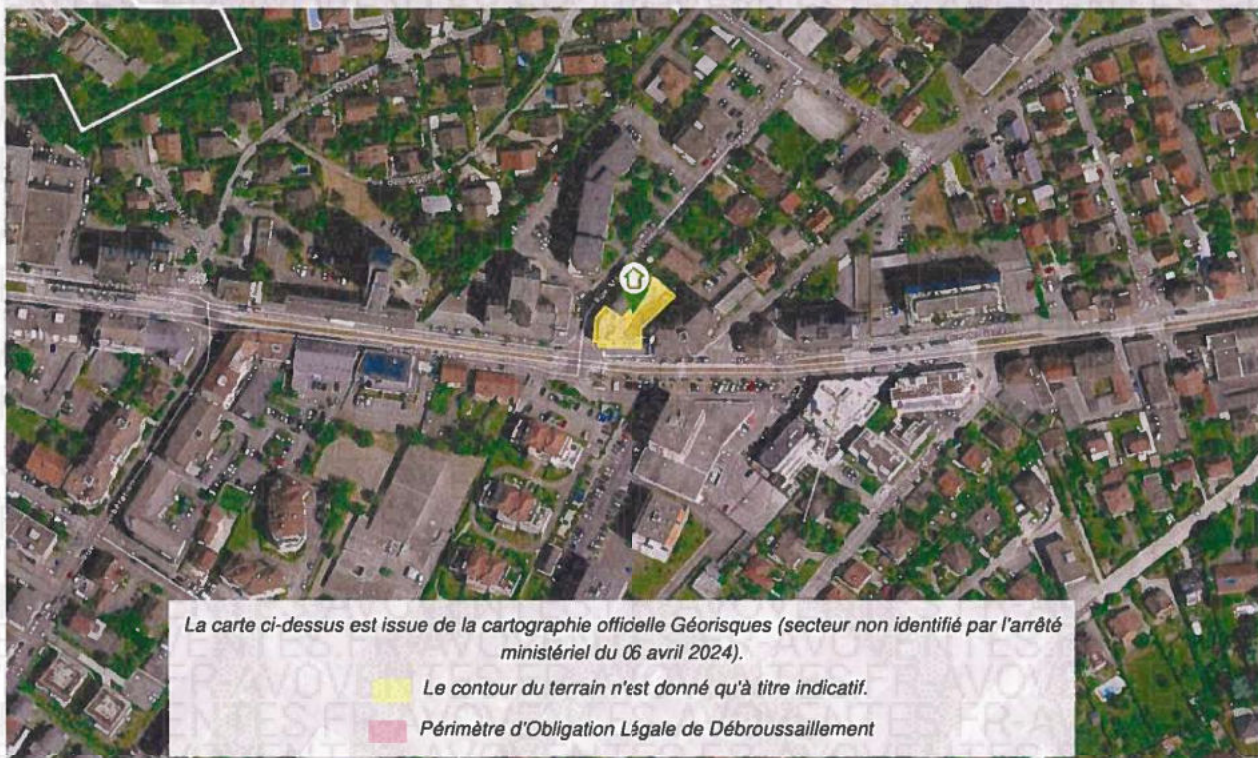 La carte ci-dessus est issue de la cartographie officielle Géorisques (secteur non identifié par l'arrêté
ministériel du 06 avril 2024).
Le contour du terrain n'est donné qu'à titre indicatif.
Périmètre d'Obligation Légale de Débroussaillement